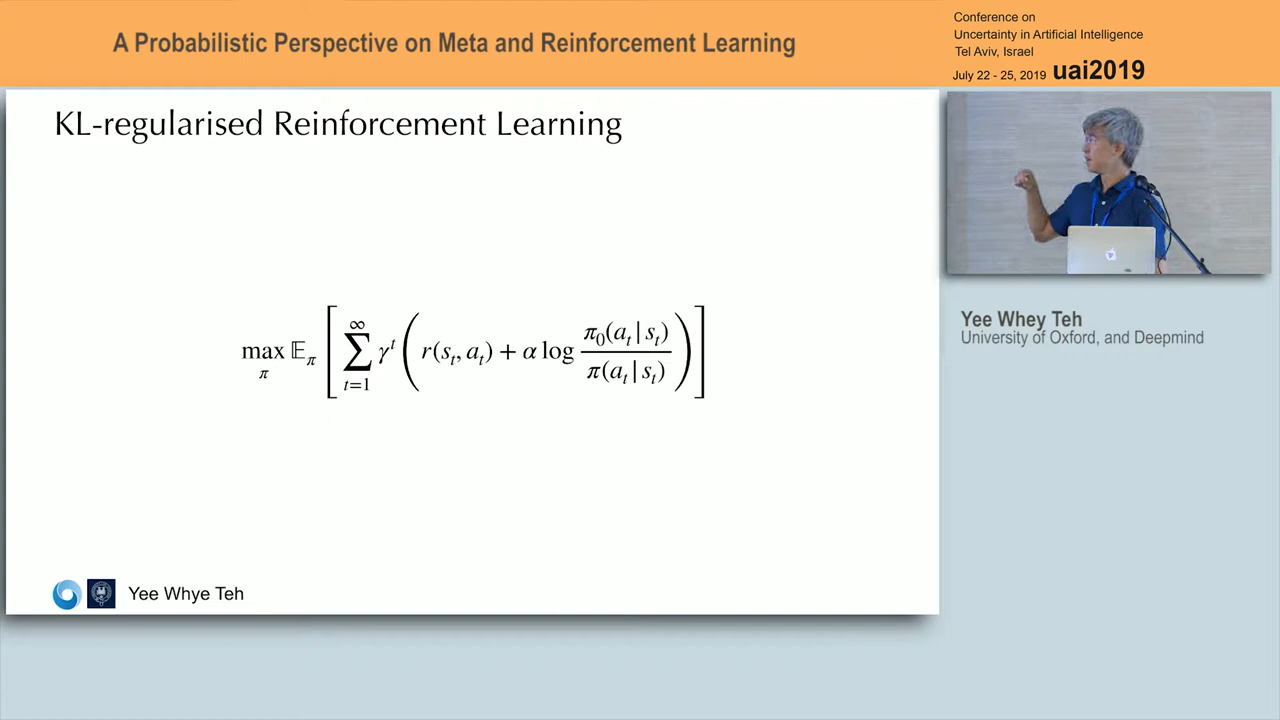 A Probabilistic Perspective on Meta and Reinforcement Learning
Conference on
Uncertainty in Artificial Intelligence
Tel Aviv, Israel
July 22 - 25, 2019 uai2019
KL-regularised Reinforcement Learning
max_π 𝔼_π [ ∑_{t=1}^{∞} γ^t ( r(s_t, a_t) + α log π_0(a_t | s_t) / π(a_t | s_t) ) ]
Yee Whey Teh
University of Oxford, and Deepmind
Yee Whye Teh